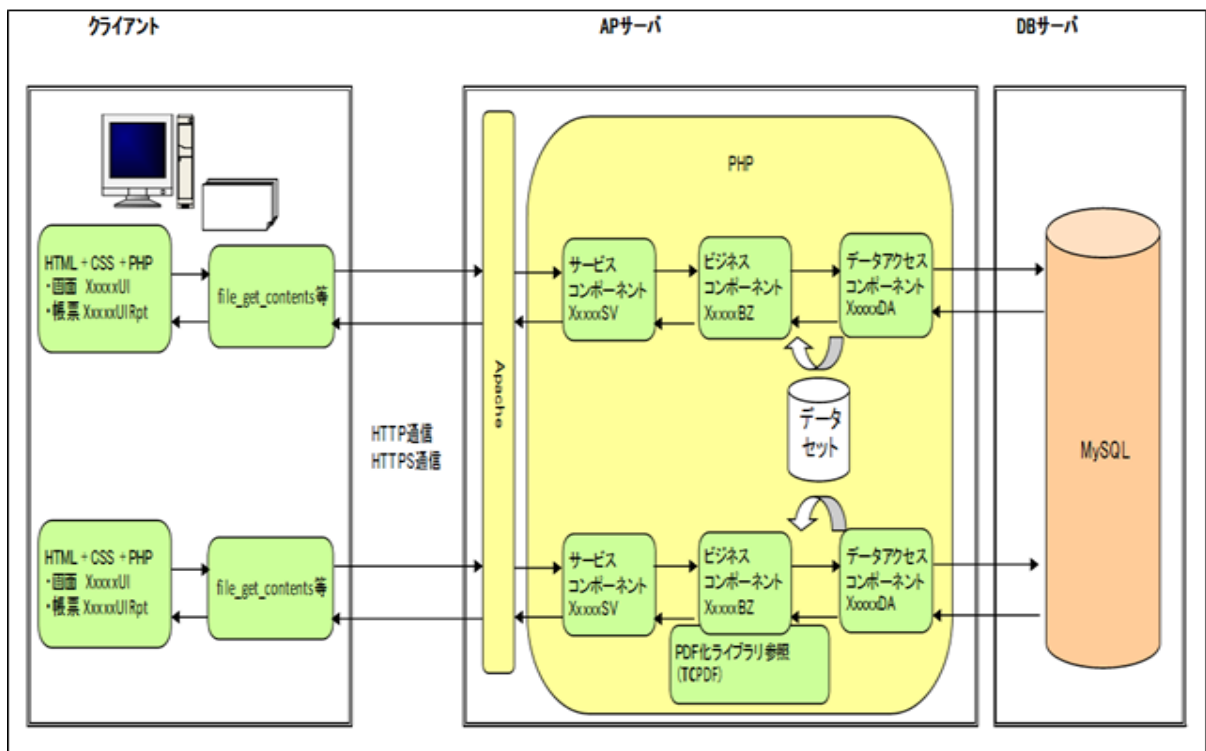 クライアント
APサーバ
DBサーバ
PHP
HTML+CSS+PHP
・画面 XxxxxUI
・帳票 XxxxxUIRpt
file_get_contents等
サービス
コンポーネント
XxxxxSV
ビジネス
コンポーネント
XxxxxBZ
データアクセス
コンポーネント
XxxxxDA
Apache
データ
セット
HTTP通信
HTTPS通信
MySQL
HTML+CSS+PHP
・画面 XxxxxUI
・帳票 XxxxxUIRpt
file_get_contents等
サービス
コンポーネント
XxxxxSV
ビジネス
コンポーネント
XxxxxBZ
データアクセス
コンポーネント
XxxxxDA
PDF化ライブラリ参照
(TCPDF)